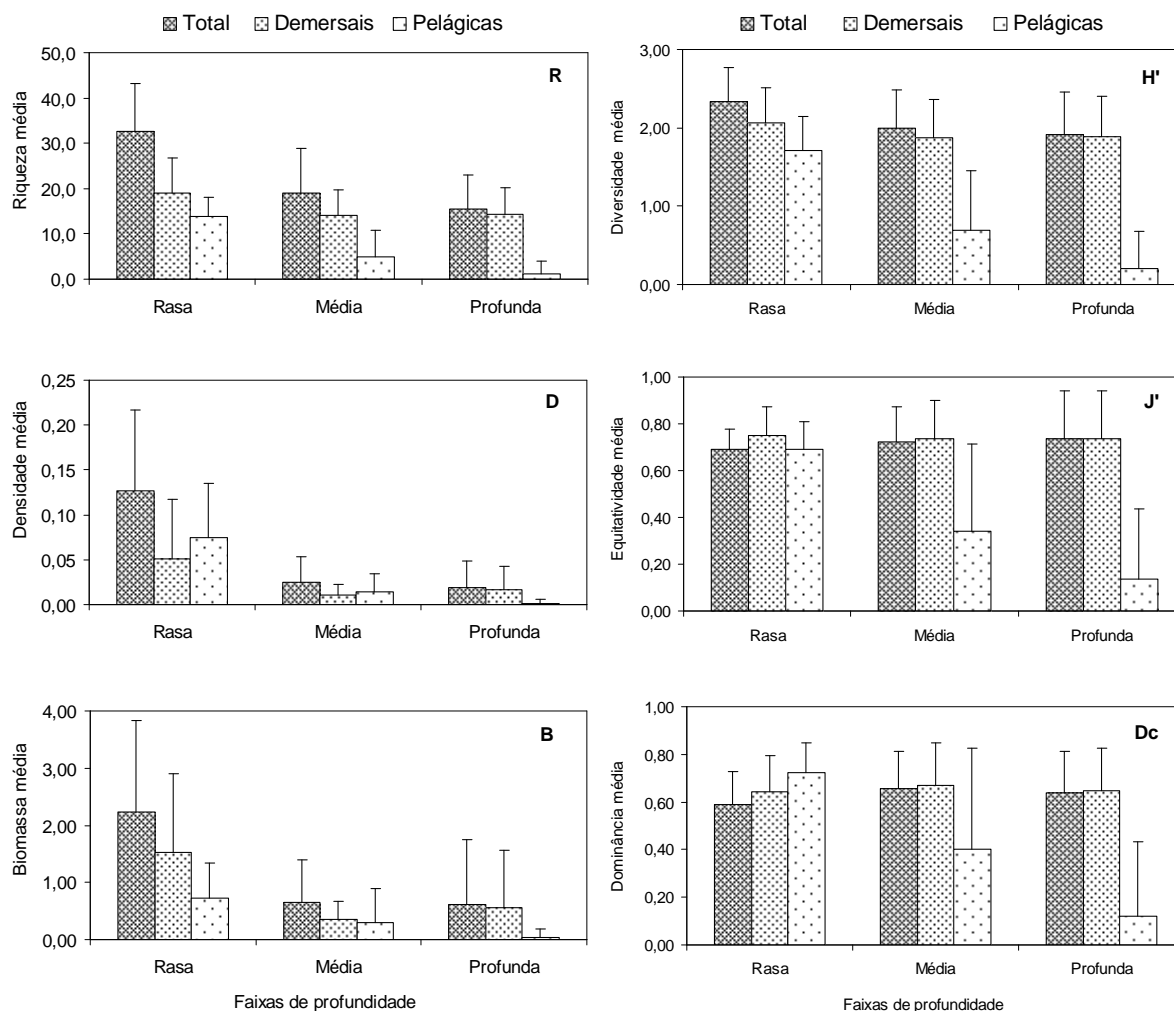 Total Demersais Pelágicas
50,0
40,0
30,0
20,0
10,0
0,0
Riqueza média
R
Rasa Média Profunda
Total Demersais Pelágicas
3,00
2,00
1,00
0,00
Diversidade média
H'
Rasa Média Profunda
0,25
0,20
0,15
0,10
0,05
0,00
Densidade média
D
Rasa Média Profunda
1,00
0,80
0,60
0,40
0,20
0,00
Equitatividade média
J'
Rasa Média Profunda
4,00
3,00
2,00
1,00
0,00
Biomassa média
B
Rasa Média Profunda
Faixas de profundidade
1,00
0,80
0,60
0,40
0,20
0,00
Dominância média
Dc
Rasa Média Profunda
Faixas de profundidade